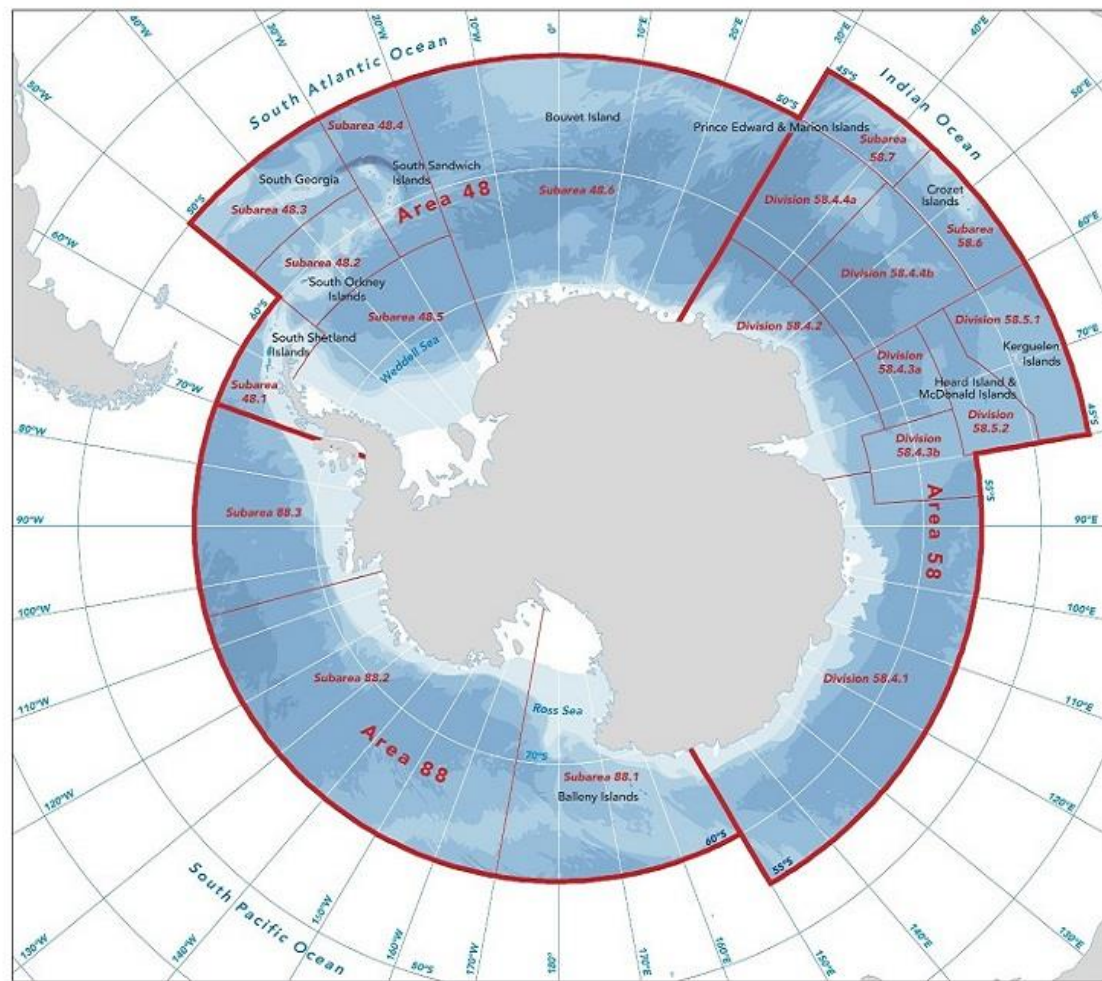 40°W
30°W
20°W
10°W
0°
10°E
20°E
30°E
40°E
50°E
50°W
South Atlantic Ocean
Indian Ocean
45°S
50°S
Subarea 48.4
Bouvet Island
Prince Edward & Marion Islands
Subarea
58.7
South Georgia
South Sandwich
Islands
Subarea 48.6
Division 58.4.4a
Crozet
Islands
50°S
Subarea 48.3
Area 48
Subarea
58.6
60°E
60°W
Subarea 48.2
South Orkney
Islands
Division 58.4.4b
60°S
Subarea 48.5
Division 58.4.2
Division 58.5.1
70°E
South Shetland
Islands
Weddell Sea
Division
58.4.3a
Kerguelen
Islands
70°W
Subarea
48.1
Heard Island &
McDonald Islands
45°S
80°W
Division
58.4.3b
Division
58.5.2
55°S
Area 58
90°W
Subarea 88.3
90°E
100°W
100°E
Subarea 88.2
Division 58.4.1
110°W
Ross Sea
110°E
Area 88
70°S
Subarea 88.1
Balleny Islands
120°W
120°E
60°S
55°S
South Pacific Ocean
130°W
140°W
150°W
160°W
50°S
170°W
180°
170°E
160°E
150°E
140°E
130°E